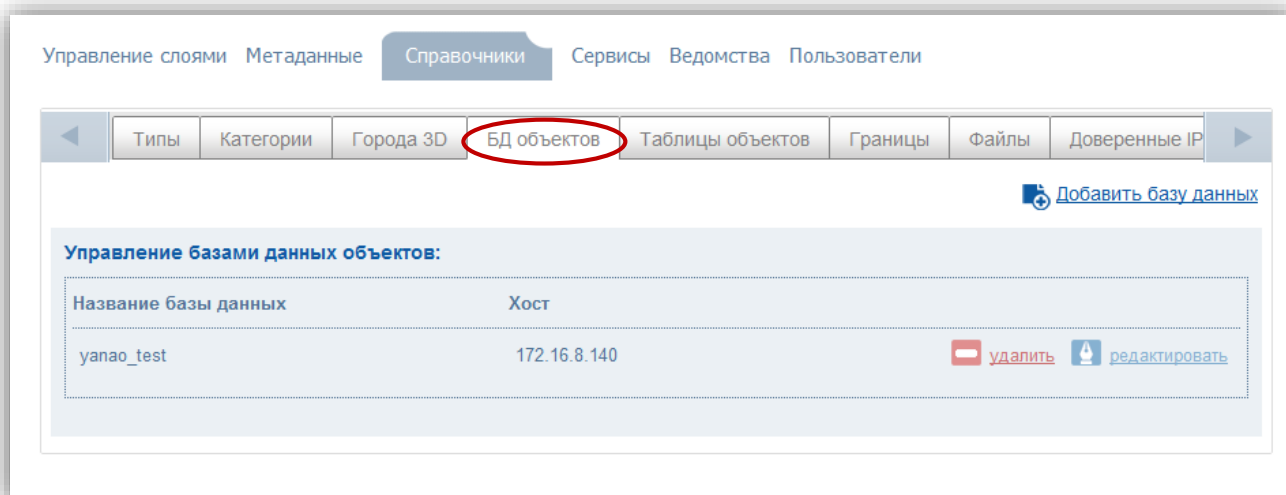 Управление слоями Метаданные Справочники Сервисы Ведомства Пользователи
Типы Категории Города 3D БД объектов Таблицы объектов Границы Файлы Доверенные IP
Добавить базу данных
Управление базами данных объектов:
Название базы данных Хост
yanao_test 172.16.8.140 удалить редактировать